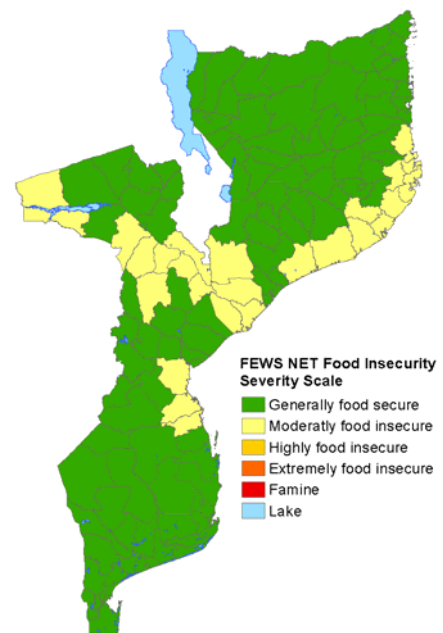 FEWS NET Food Insecurity
Severity Scale
Generally food secure
Moderatly food insecure
Highly food insecure
Extremely food insecure
Famine
Lake